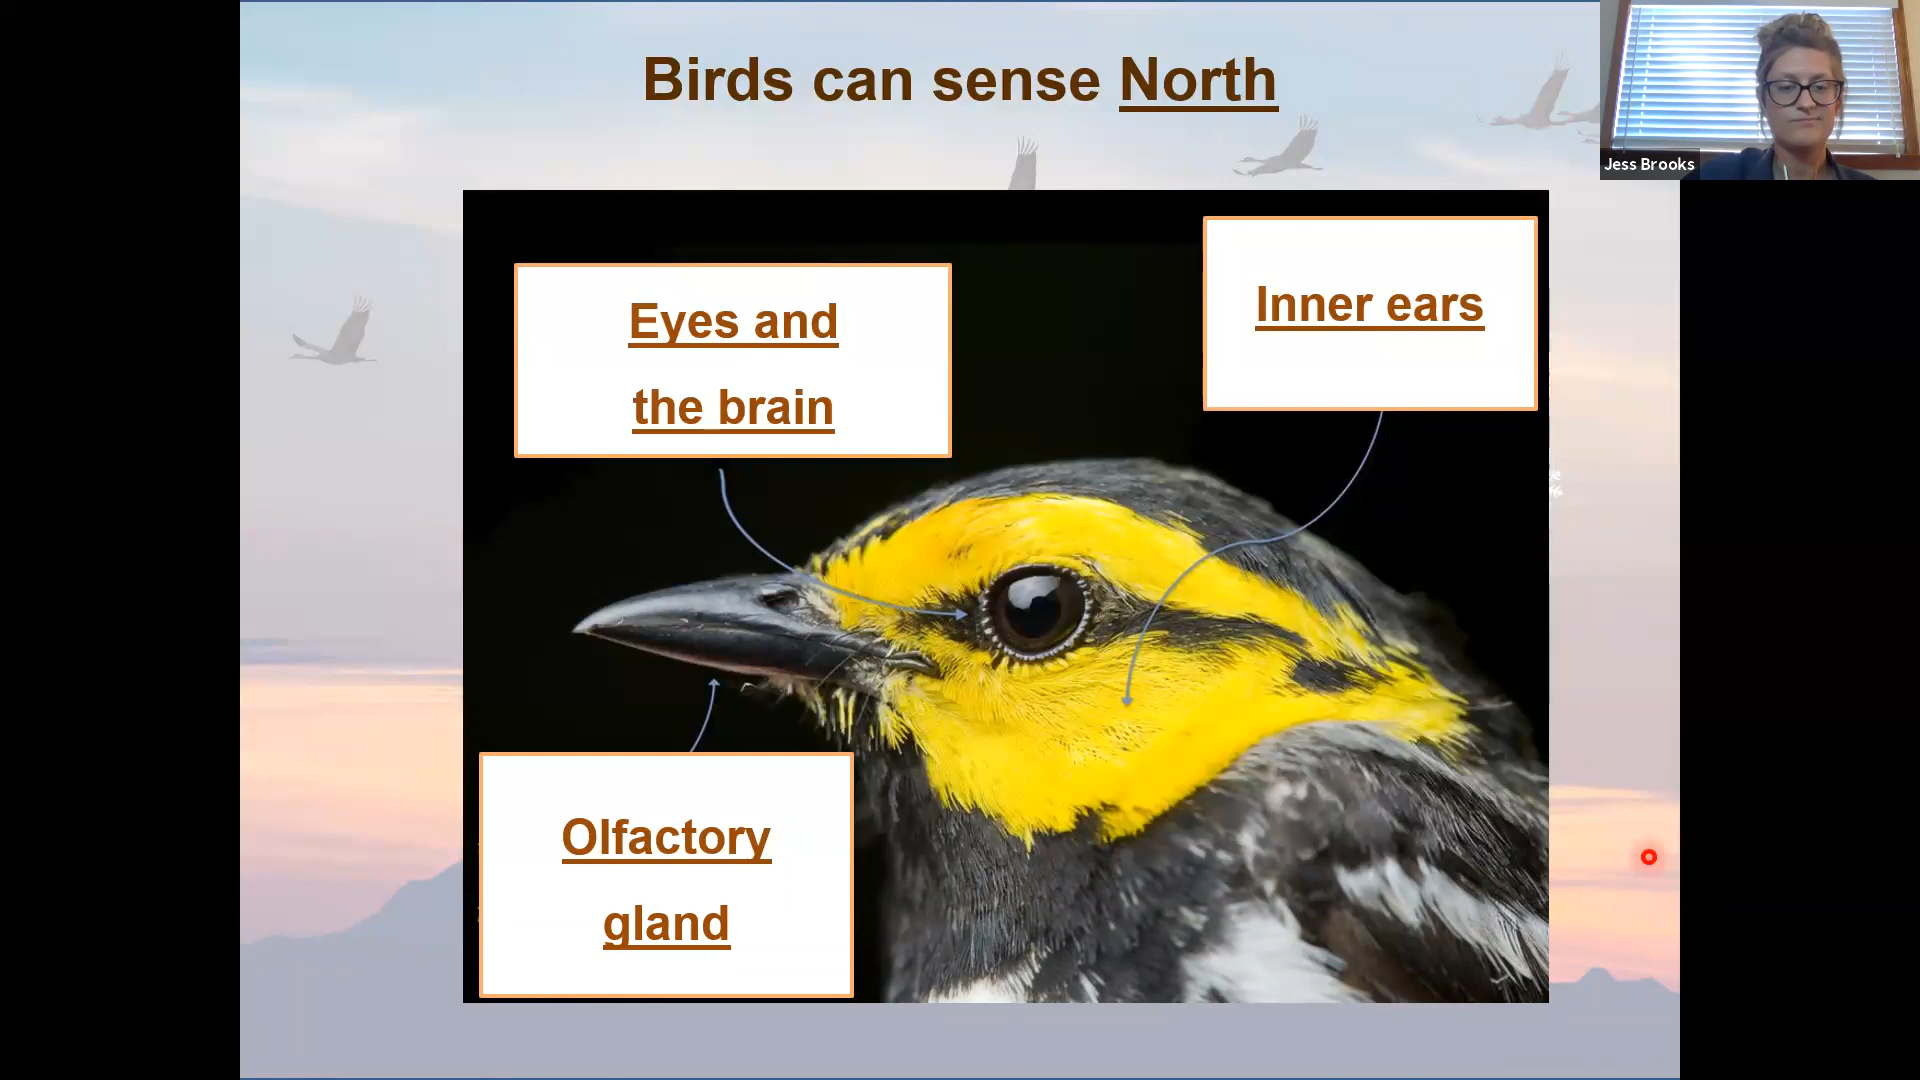 Birds can sense North
Jess Brooks
Eyes and
the brain
Inner ears
Olfactory
gland